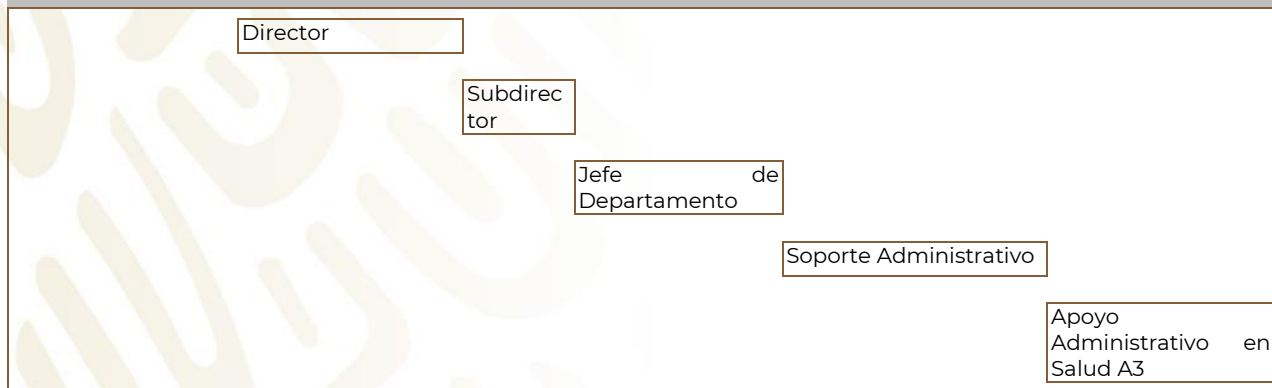 Director
Subdirec
tor
Jefe de
Departamento
Soporte Administrativo
Apoyo
Administrativo en
Salud A3